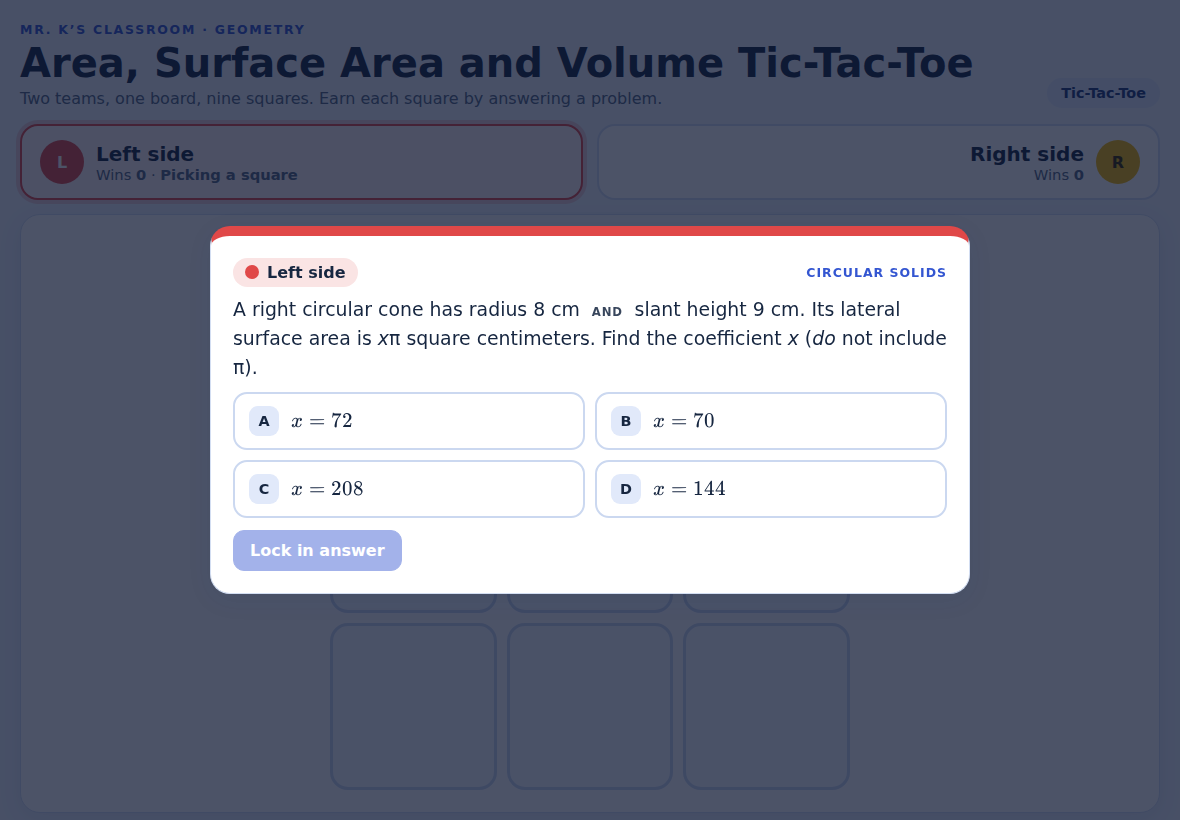 MR. K'S CLASSROOM · GEOMETRY
Area, Surface Area and Volume Tic-Tac-Toe
Two teams, one board, nine squares. Earn each square by answering a problem.
Tic-Tac-Toe
L
Left side
Wins 0 · Picking a square
Right side
Wins 0
R
Left side
CIRCULAR SOLIDS
A right circular cone has radius 8 cm AND slant height 9 cm. Its lateral
surface area is xπ square centimeters. Find the coefficient x (do not include
π).
A x = 72
B x = 70
C x = 208
D x = 144
Lock in answer